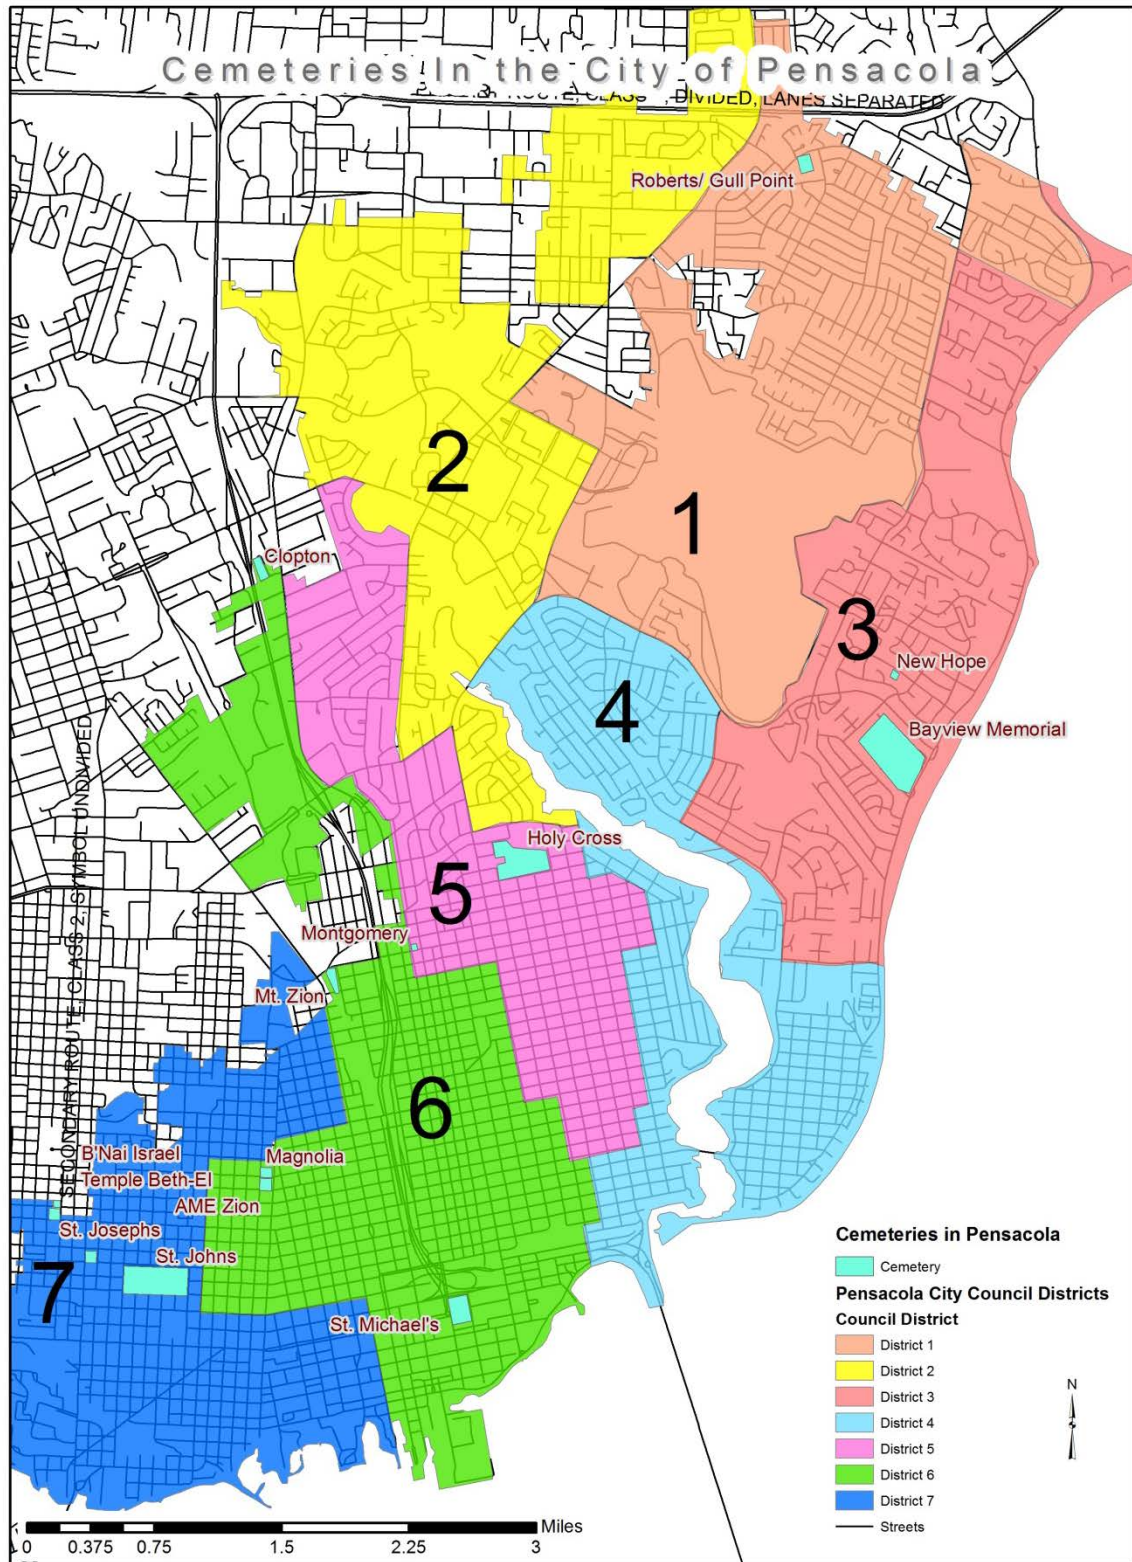 Cemeteries In the City of Pensacola
ROUTE, CLASS , DIVIDED, LANES SEPARATED
Roberts/ Gull Point
2
1
Clopton
3
New Hope
4
Bayview Memorial
SECONDARY ROUTE, CLASS 2, SYMBOL UNDIVIDED
Holy Cross
5
Montgomery
Mt. Zion
6
B'Nai Israel
Magnolia
Temple Beth-El
AME Zion
St. Josephs
St. Johns
7
St. Michael's
Cemeteries in Pensacola
Cemetery
Pensacola City Council Districts
Council District
District 1
District 2
District 3
District 4
District 5
District 6
District 7
Streets
N
Miles
0 0.375 0.75 1.5 2.25 3